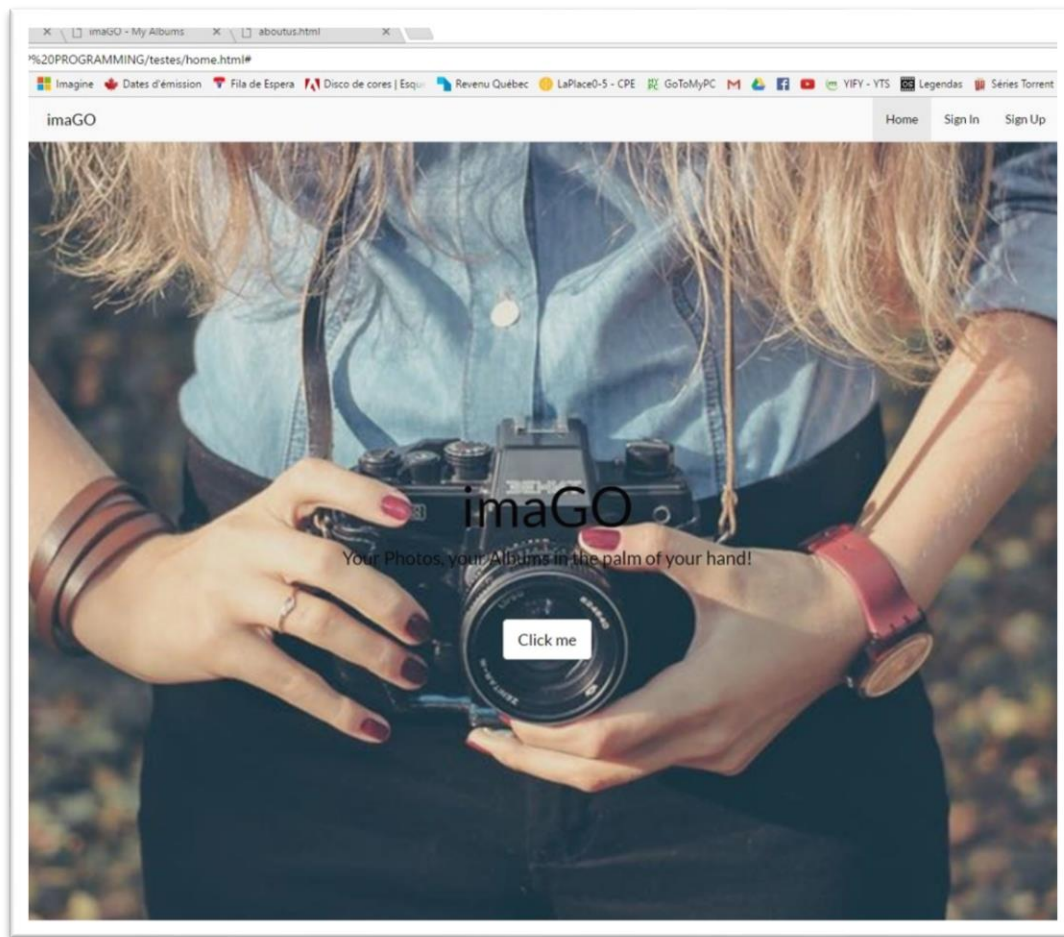 imaGO - My Albums aboutus.html
%20PROGRAMMING/testes/home.html#
Imagine Dates d'émission Fila de Espera Disco de cores | Esqu Revenu Québec LaPlace0-5 - CPE GoToMyPC YIFY - YTS Legendas Séries Torrent
imaGO Home Sign In Sign Up
ЗЕНИТ
imaGO
Your Photos, your Albums in the palm of your hand!
Click me
ZENITAR-M